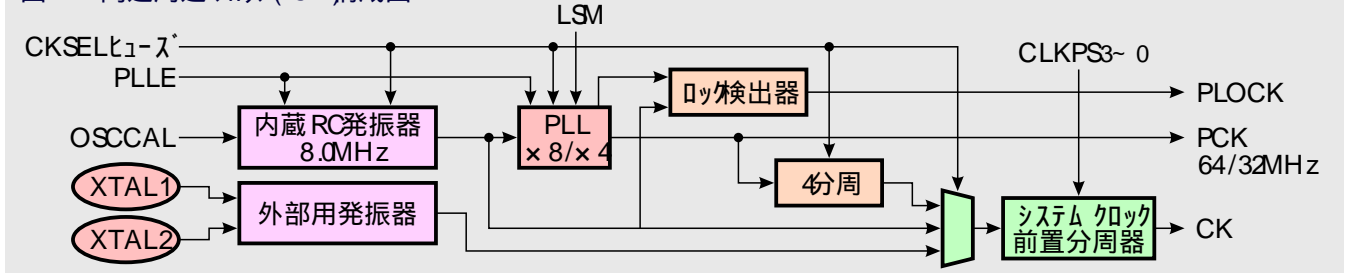 LSM
CKSELﾋｭｰｽﾞ
PLLE
CLKPS3~0
OSCCAL
内蔵RC発振器
8.0MHz
PLL
×8/×4
ロック検出器
PLOCK
PCK
64/32MHz
XTAL1
XTAL2
外部用発振器
4分周
システム クロック
前置分周器
CK